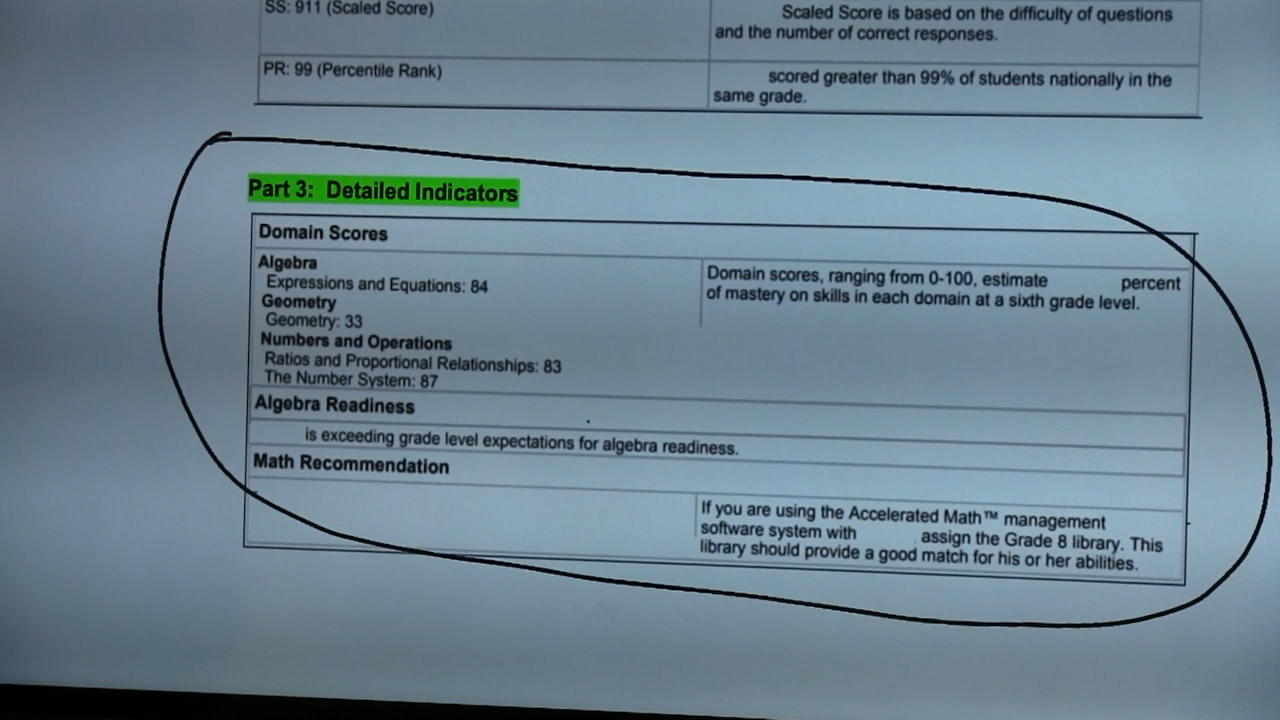 SS: 911 (Scaled Score)
Scaled Score is based on the difficulty of questions
and the number of correct responses.
PR: 99 (Percentile Rank)
scored greater than 99% of students nationally in the
same grade.
Part 3: Detailed Indicators
Domain Scores
Algebra
Expressions and Equations: 84
Geometry
Geometry: 33
Numbers and Operations
Ratios and Proportional Relationships: 83
The Number System: 87
Domain scores, ranging from 0-100, estimate percent
of mastery on skills in each domain at a sixth grade level.
Algebra Readiness
is exceeding grade level expectations for algebra readiness.
Math Recommendation
If you are using the Accelerated Math™ management
software system with assign the Grade 8 library. This
library should provide a good match for his or her abilities.